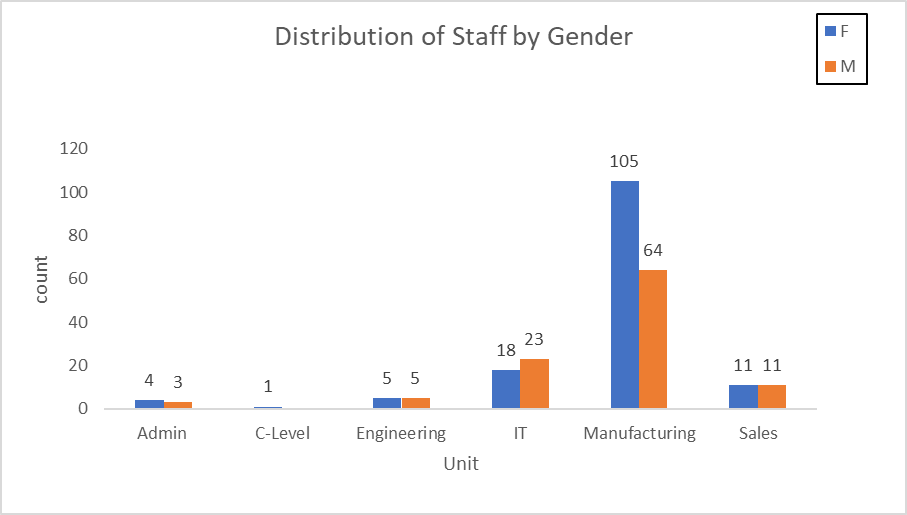 Distribution of Staff by Gender
F
M
120
100
80
60
40
20
0
count
4
3
1
5
5
18
23
105
64
11
11
Admin
C-Level
Engineering
IT
Manufacturing
Sales
Unit